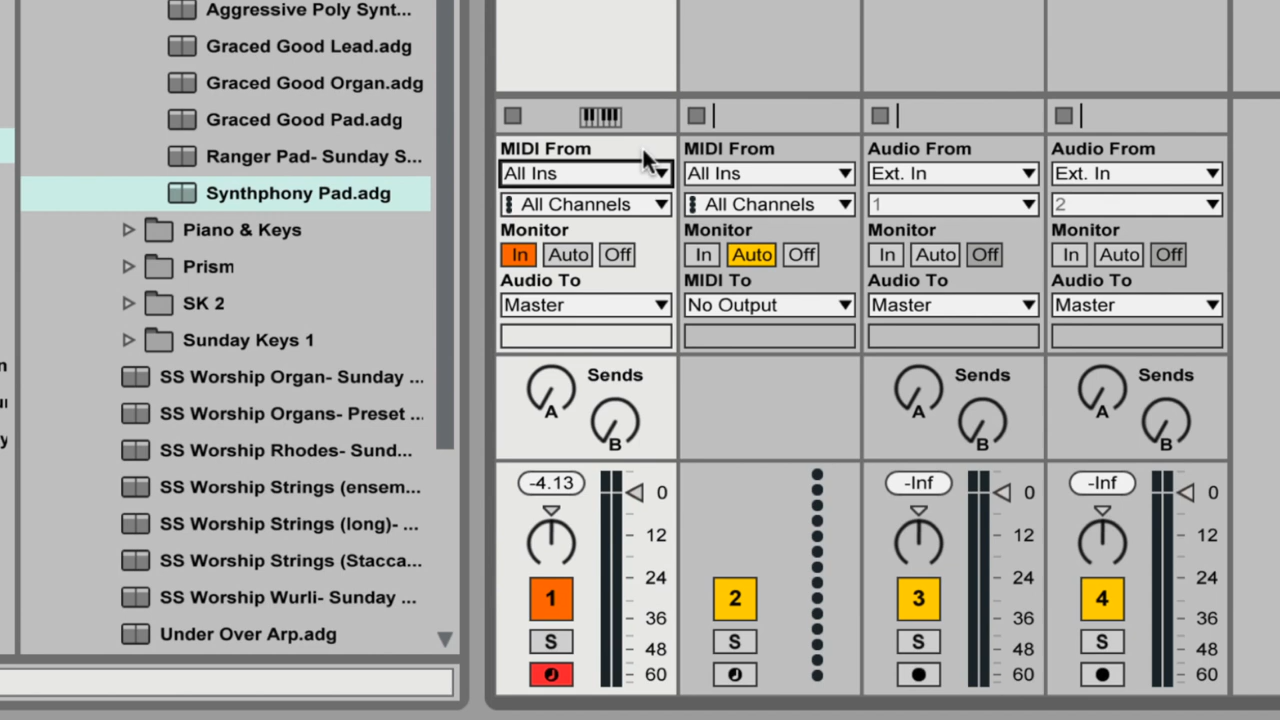 Aggressive Poly Synt...
Graced Good Lead.adg
Graced Good Organ.adg
Graced Good Pad.adg
Ranger Pad- Sunday S...
Synthphony Pad.adg
Piano & Keys
Prism
SK 2
Sunday Keys 1
SS Worship Organ- Sunday ...
SS Worship Organs- Preset ...
SS Worship Rhodes- Sund...
SS Worship Strings (ensem...
SS Worship Strings (long)- ...
SS Worship Strings (Stacca...
SS Worship Wurli- Sunday ...
Under Over Arp.adg
MIDI From
All Ins
All Channels
Monitor
In Auto Off
Audio To
Master
Sends
A
B
-4.13
0
12
24
36
48
60
1
S
MIDI From
All Ins
All Channels
Monitor
In Auto Off
MIDI To
No Output
2
S
Audio From
Ext. In
1
Monitor
In Auto Off
Audio To
Master
Sends
A
B
-Inf
0
12
24
36
48
60
3
S
Audio From
Ext. In
2
Monitor
In Auto Off
Audio To
Master
Sends
A
B
-Inf
0
12
24
36
48
60
4
S